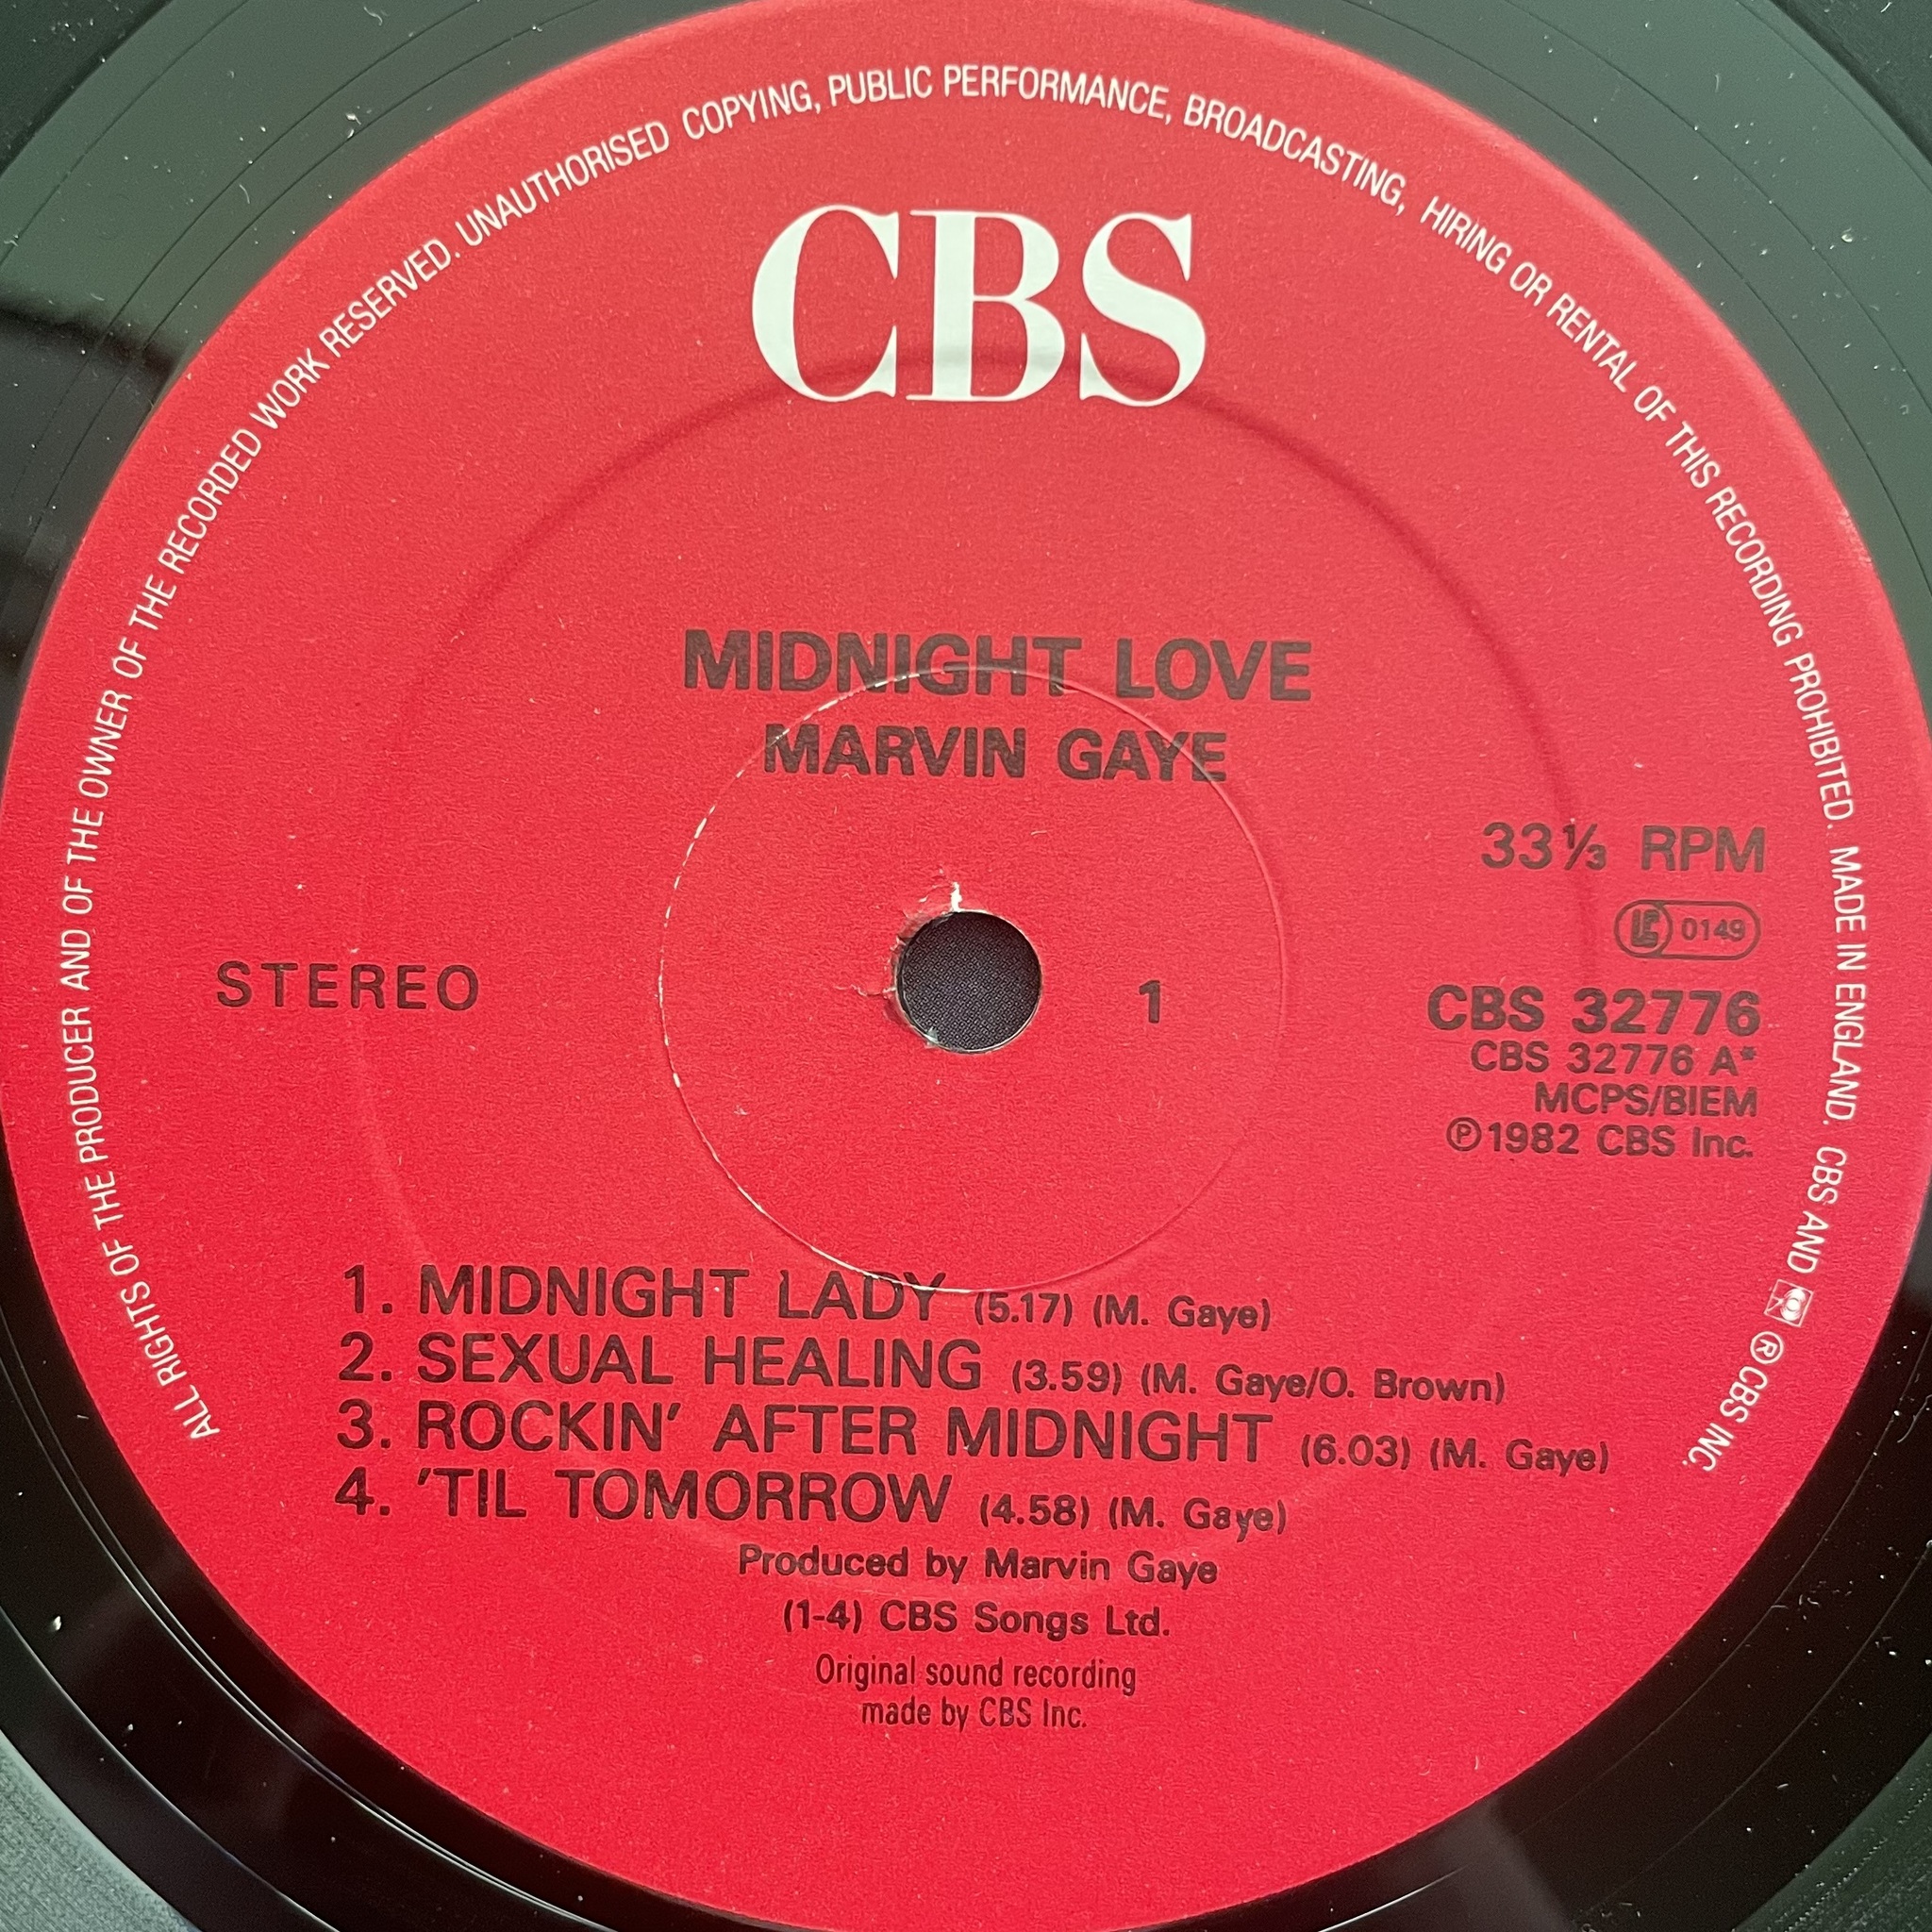 ALL RIGHTS OF THE PRODUCER AND OF THE OWNER OF THE RECORDED WORK RESERVED. UNAUTHORISED COPYING, PUBLIC PERFORMANCE, BROADCASTING, HIRING OR RENTAL OF THIS RECORDING PROHIBITED. MADE IN ENGLAND. CBS AND ® CBS INC.
CBS
MIDNIGHT LOVE
MARVIN GAYE
33⅓ RPM
LC 0149
STEREO
1
CBS 32776
CBS 32776 A*
MCPS/BIEM
℗1982 CBS Inc.
1. MIDNIGHT LADY (5.17) (M. Gaye)
2. SEXUAL HEALING (3.59) (M. Gaye/O. Brown)
3. ROCKIN' AFTER MIDNIGHT (6.03) (M. Gaye)
4. 'TIL TOMORROW (4.58) (M. Gaye)
Produced by Marvin Gaye
(1-4) CBS Songs Ltd.
Original sound recording
made by CBS Inc.